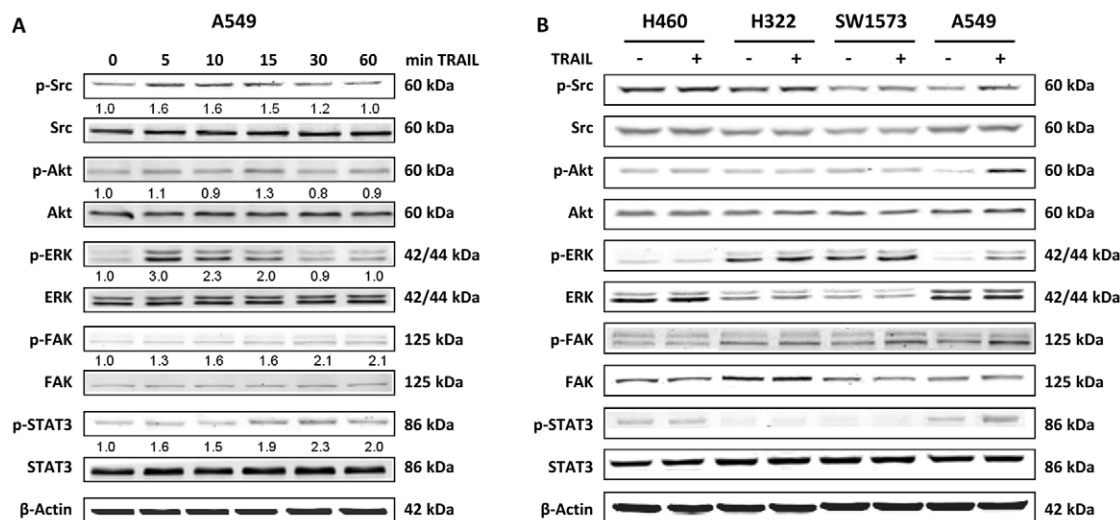 A
A549
0 5 10 15 30 60 min TRAIL
p-Src 60 kDa
1.0 1.6 1.6 1.5 1.2 1.0
Src 60 kDa
p-Akt 60 kDa
1.0 1.1 0.9 1.3 0.8 0.9
Akt 60 kDa
p-ERK 42/44 kDa
1.0 3.0 2.3 2.0 0.9 1.0
ERK 42/44 kDa
p-FAK 125 kDa
1.0 1.3 1.6 1.6 2.1 2.1
FAK 125 kDa
p-STAT3 86 kDa
1.0 1.6 1.5 1.9 2.3 2.0
STAT3 86 kDa
β-Actin 42 kDa
B
H460 H322 SW1573 A549
TRAIL - + - + - + - +
p-Src 60 kDa
Src 60 kDa
p-Akt 60 kDa
Akt 60 kDa
p-ERK 42/44 kDa
ERK 42/44 kDa
p-FAK 125 kDa
FAK 125 kDa
p-STAT3 86 kDa
STAT3 86 kDa
β-Actin 42 kDa